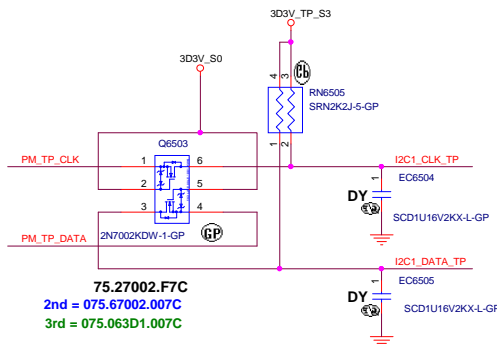 3D3V_TP_S3
3D3V_S0
4
3
RN6505
SRN2K2J-5-GP
1
2
Q6503
PM_TP_CLK
1
6
2
5
3
4
PM_TP_DATA
2N7002KDW-1-GP
GP
75.27002.F7C
2nd = 075.67002.007C
3rd = 075.063D1.007C
I2C1_CLK_TP
1
EC6504
DY
SCD1U16V2KX-L-GP
I2C1_DATA_TP
1
EC6505
DY
SCD1U16V2KX-L-GP